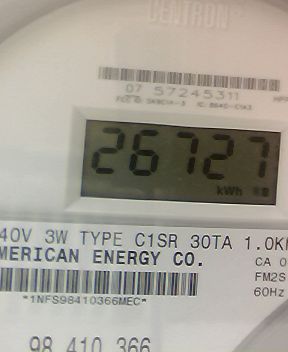 CENTRON
07 57245311
26727
kWh
40V 3W TYPE C1SR 30TA 1.0K
MERICAN ENERGY CO.
CA 0
FM2S
60Hz
*1NFS98410366MEC*
98 410 366